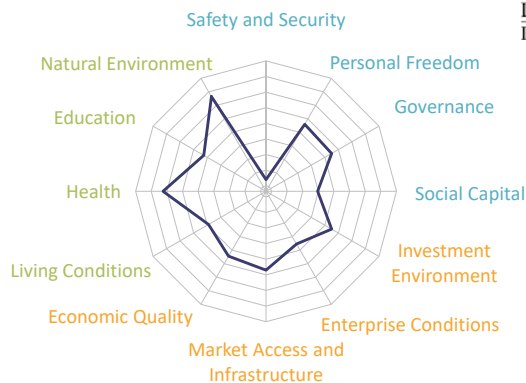 Safety and Security
Natural Environment
Personal Freedom
Education
Governance
Health
Social Capital
Investment
Environment
Living Conditions
Economic Quality
Enterprise Conditions
Market Access and
Infrastructure